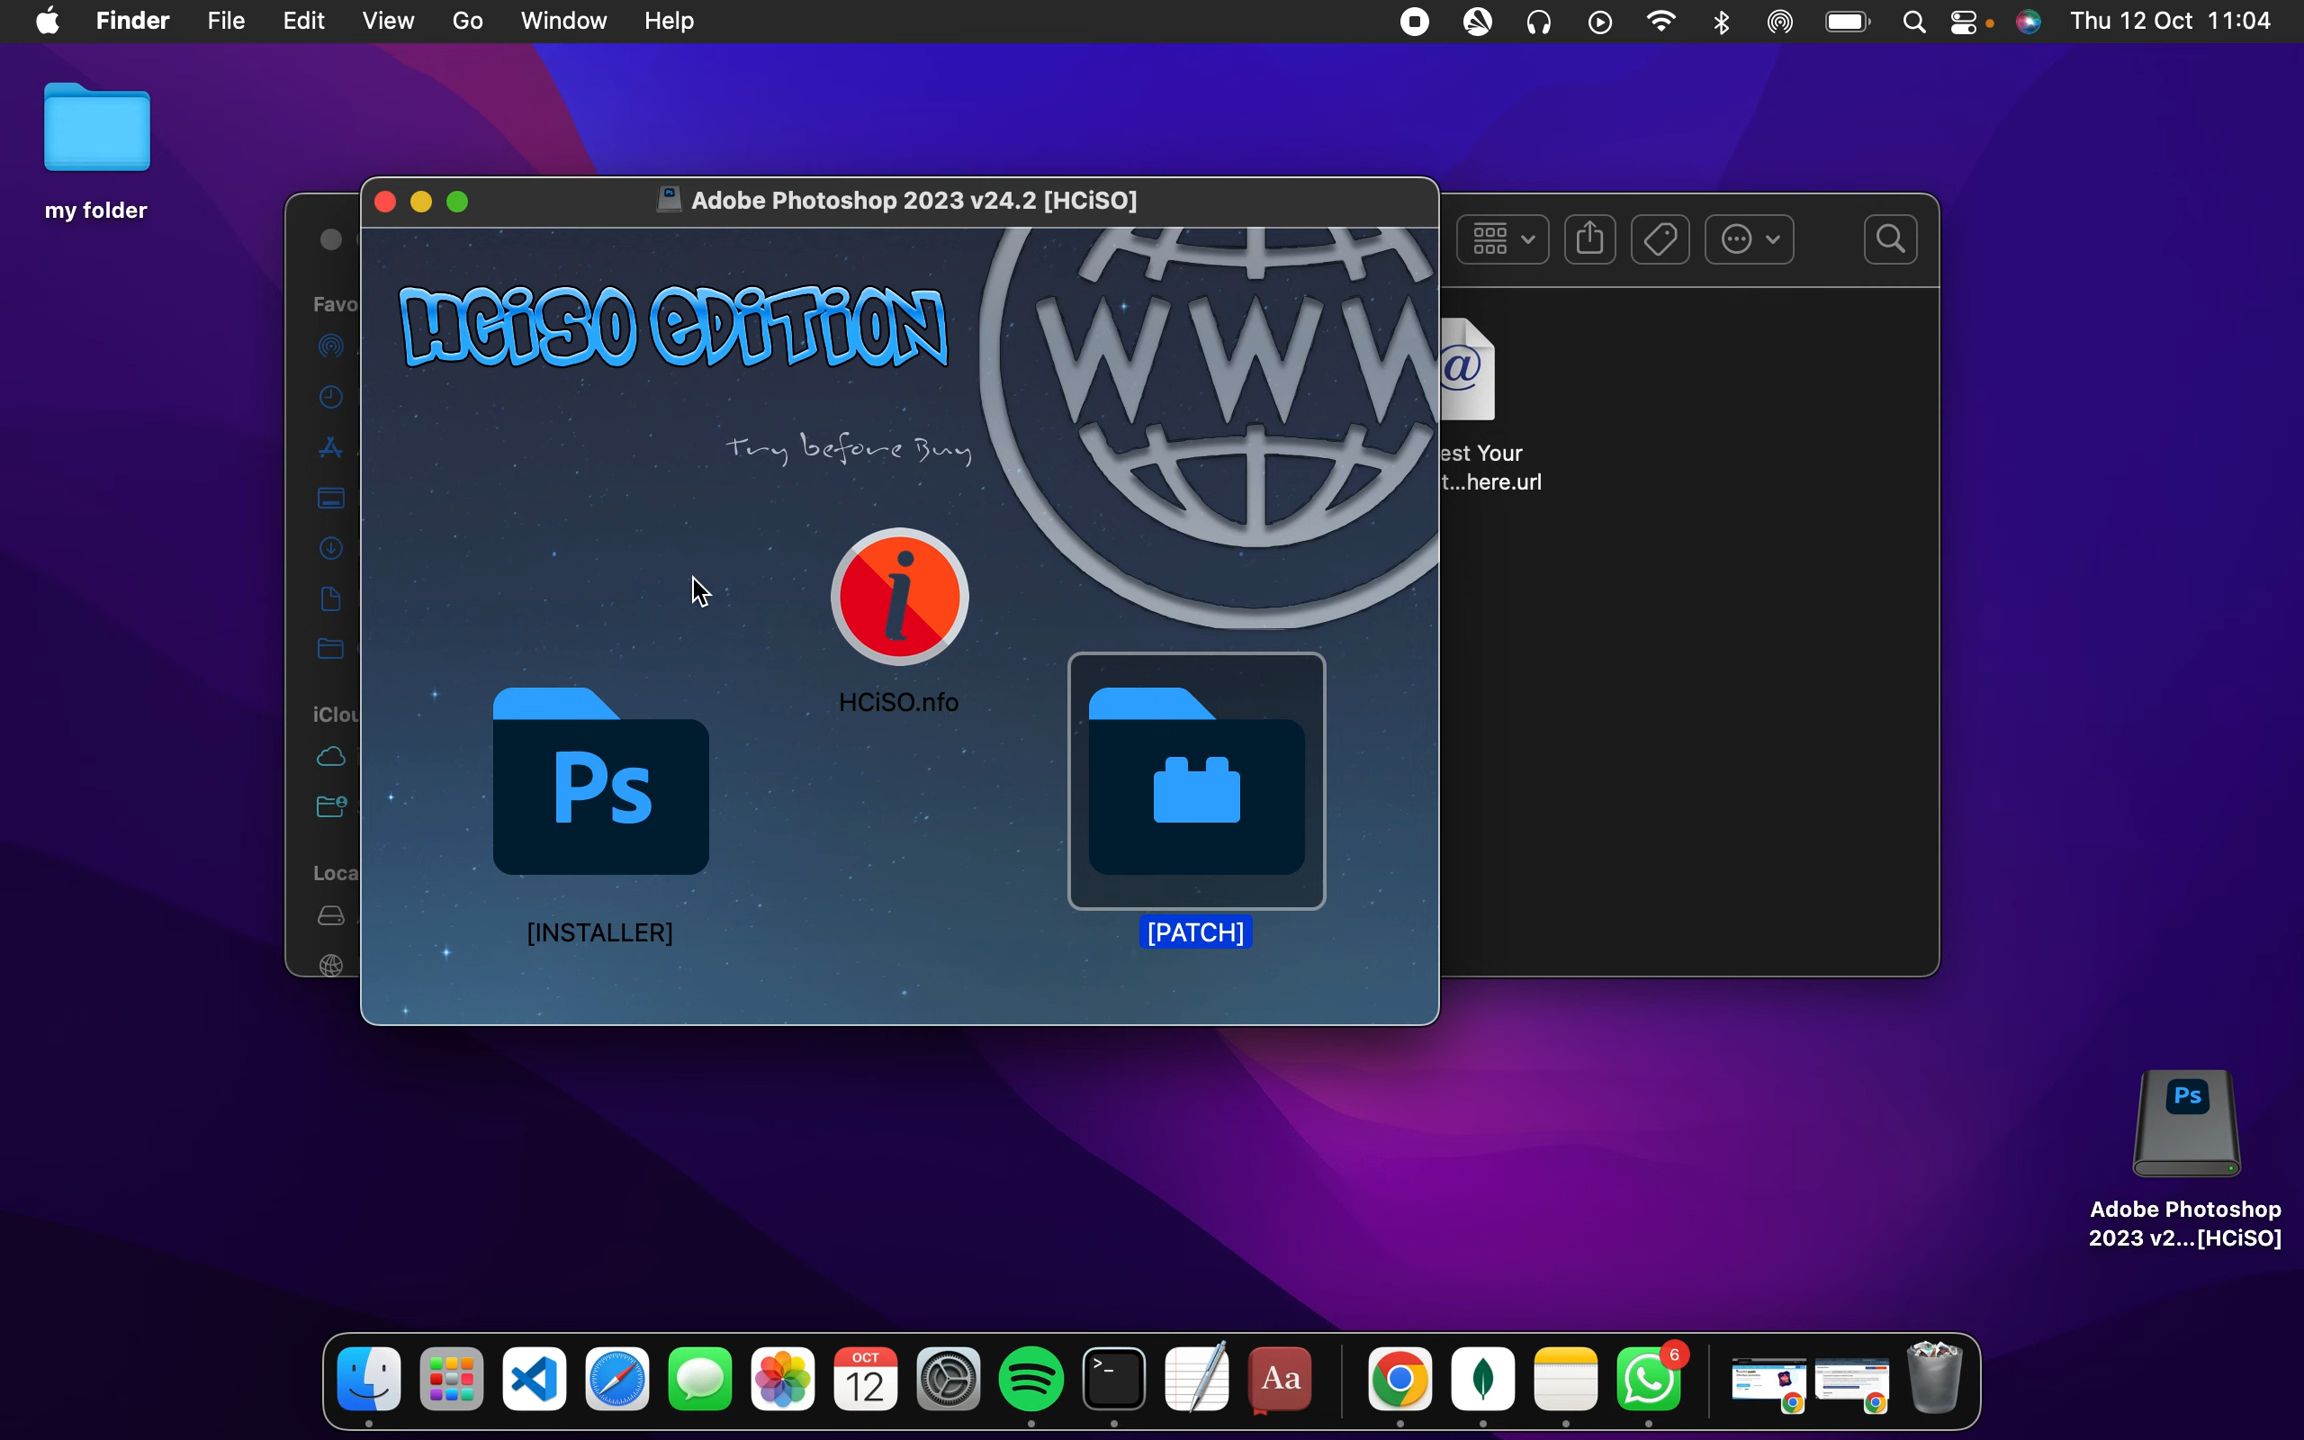 Finder File Edit View Go Window Help Thu 12 Oct 11:04
my folder
Adobe Photoshop 2023 v24.2 [HCiSO]
HCiSO EDiTiON
WWW
Try before Buy
HCiSO.nfo
Ps
[INSTALLER]
[PATCH]
Favo
iClou
Loca
@
est Your
t...here.url
Ps
Adobe Photoshop
2023 v2...[HCiSO]
OCT
12
Aa
6